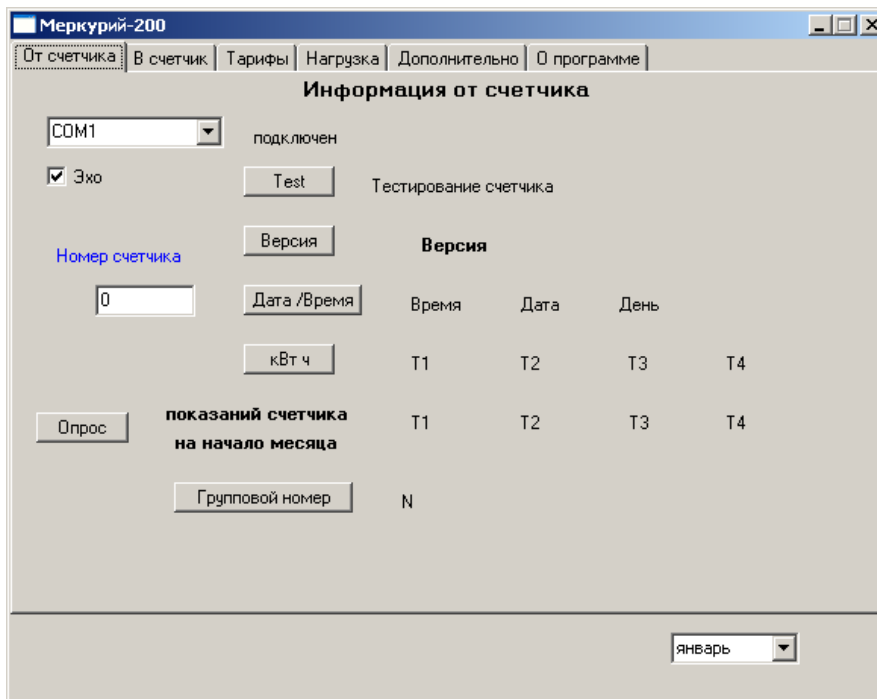 Меркурий-200
От счетчика В счетчик Тарифы Нагрузка Дополнительно О программе
Информация от счетчика
COM1 подключен
Эхо Test Тестирование счетчика
Версия Версия
Номер счетчика
0 Дата /Время Время Дата День
кВт ч T1 T2 T3 T4
показаний счетчика T1 T2 T3 T4
Опрос
на начало месяца
Групповой номер N
январь